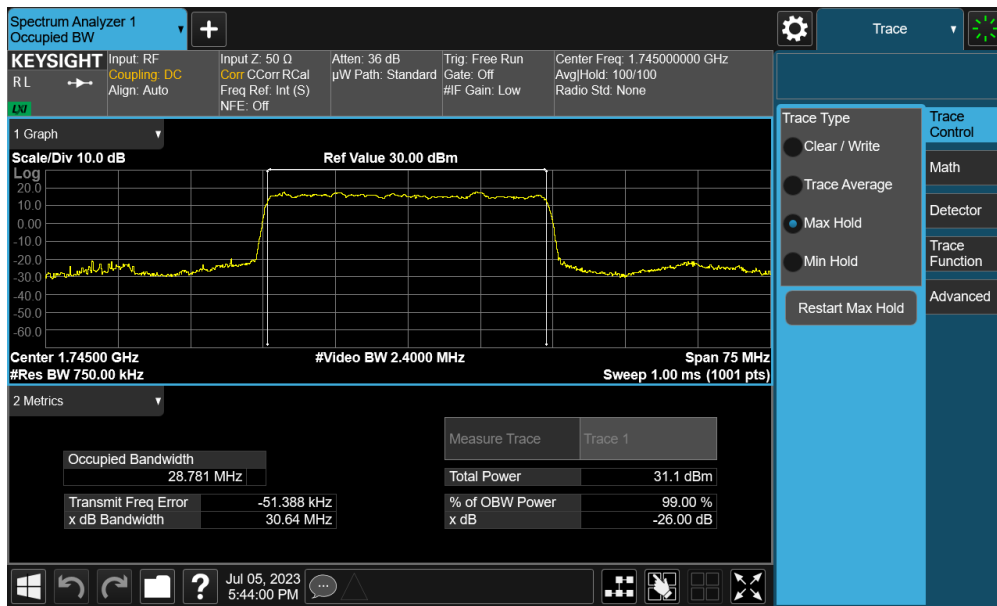 Spectrum Analyzer 1
Occupied BW
Trace
KEYSIGHT
R L
LXI
Input: RF
Coupling: DC
Align: Auto
Input Z: 50 Ω
Corr CCorr RCal
Freq Ref: Int (S)
NFE: Off
Atten: 36 dB
µW Path: Standard
Trig: Free Run
Gate: Off
#IF Gain: Low
Center Freq: 1.745000000 GHz
Avg|Hold: 100/100
Radio Std: None
1 Graph
Scale/Div 10.0 dB
Ref Value 30.00 dBm
Log
20.0
10.0
0.00
-10.0
-20.0
-30.0
-40.0
-50.0
-60.0
Center 1.74500 GHz
#Video BW 2.4000 MHz
Span 75 MHz
#Res BW 750.00 kHz
Sweep 1.00 ms (1001 pts)
2 Metrics
Measure Trace
Trace 1
Occupied Bandwidth
28.781 MHz
Total Power
31.1 dBm
Transmit Freq Error
-51.388 kHz
% of OBW Power
99.00 %
x dB Bandwidth
30.64 MHz
x dB
-26.00 dB
Trace Type
Clear / Write
Trace Average
Max Hold
Min Hold
Restart Max Hold
Trace
Control
Math
Detector
Trace
Function
Advanced
?
Jul 05, 2023
5:44:00 PM